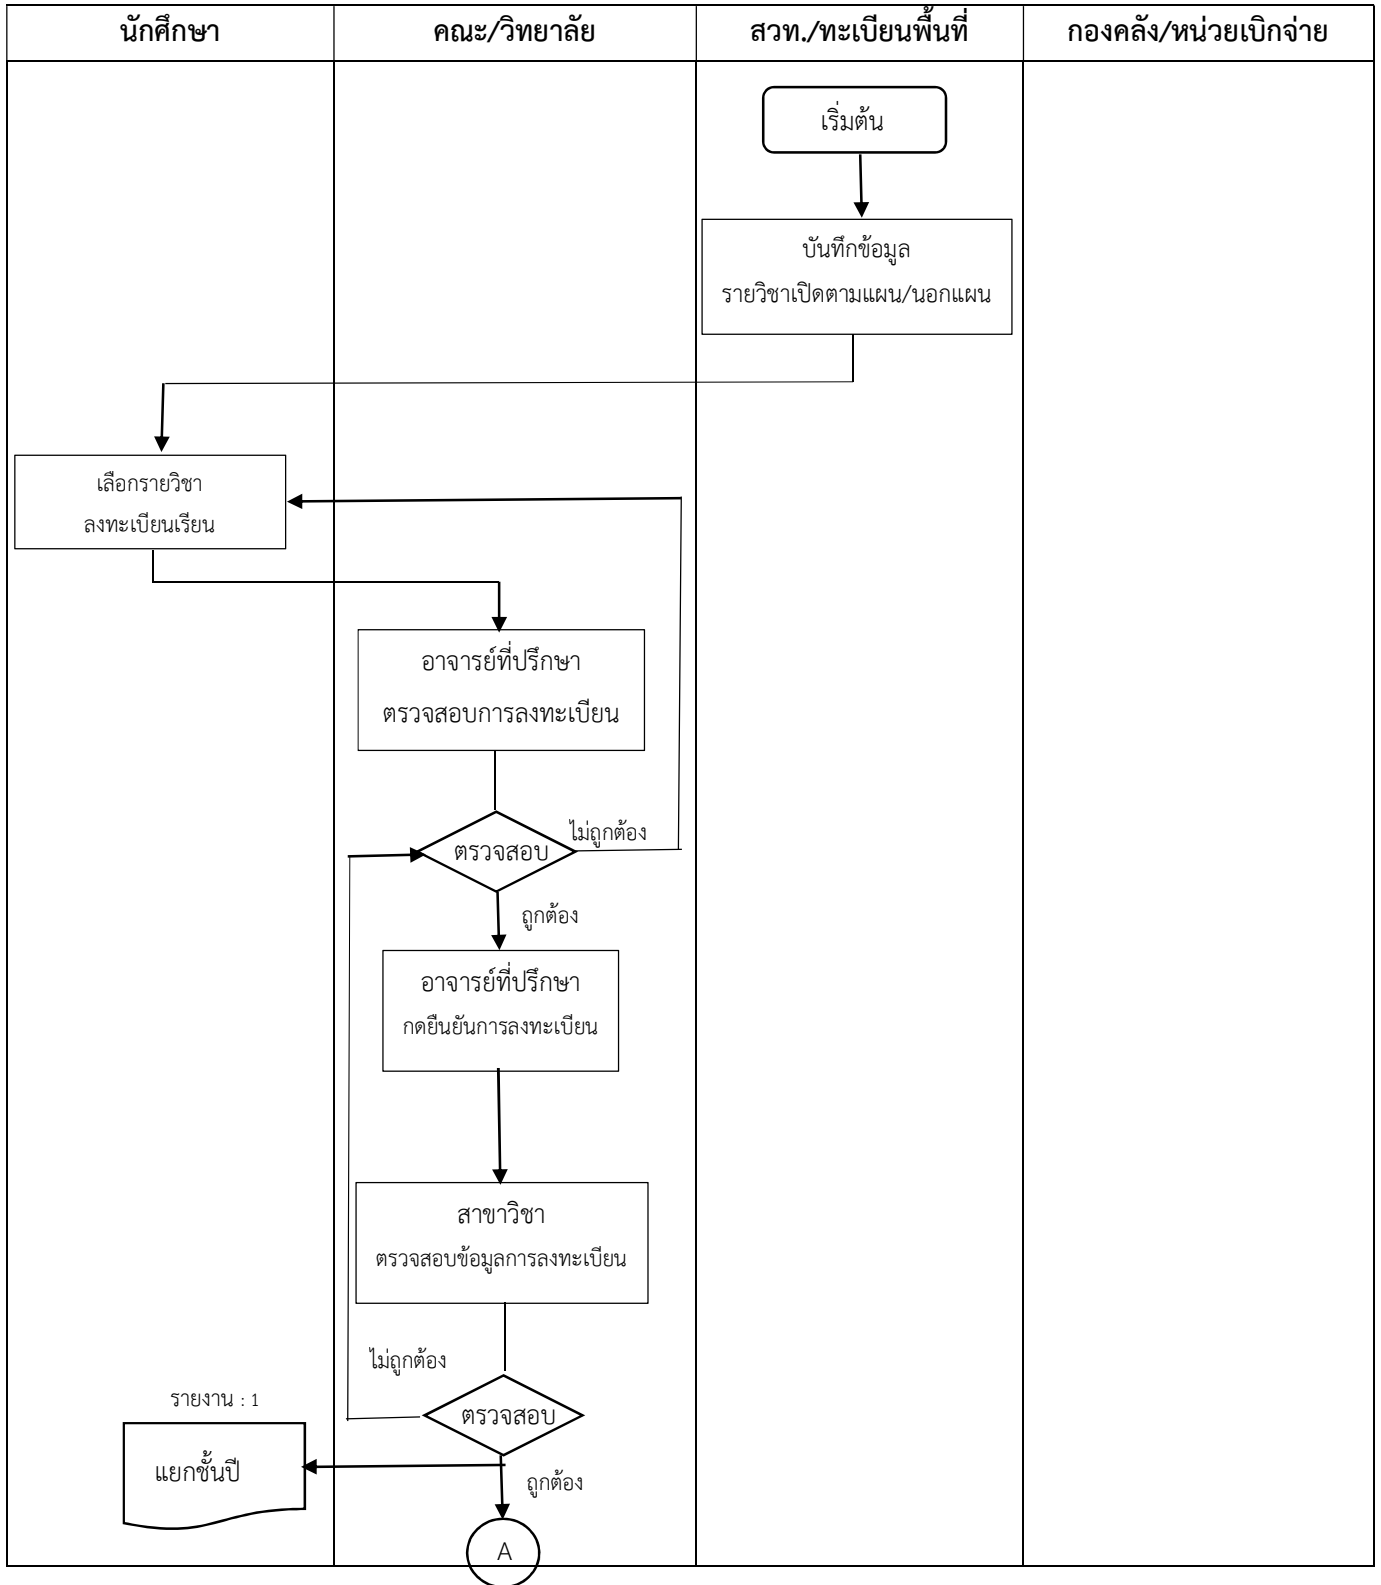 นักศึกษา
คณะ/วิทยาลัย
สวท./ทะเบียนพื้นที่
กองคลัง/หน่วยเบิกจ่าย
เริ่มต้น
บันทึกข้อมูล
รายวิชาเปิดตามแผน/นอกแผน
เลือกรายวิชา
ลงทะเบียนเรียน
อาจารย์ที่ปรึกษา
ตรวจสอบการลงทะเบียน
ไม่ถูกต้อง
ตรวจสอบ
ถูกต้อง
อาจารย์ที่ปรึกษา
กดยืนยันการลงทะเบียน
สาขาวิชา
ตรวจสอบข้อมูลการลงทะเบียน
ไม่ถูกต้อง
รายงาน : 1
ตรวจสอบ
แยกชั้นปี
ถูกต้อง
A